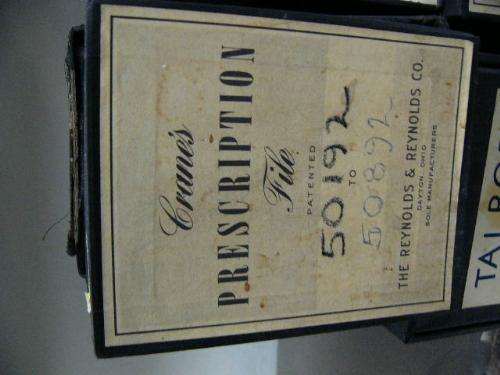 Crane's
PRESCRIPTION
File
PATENTED
50192
TO
50892
THE REYNOLDS & REYNOLDS CO.
DAYTON, OHIO
SOLE MANUFACTURERS